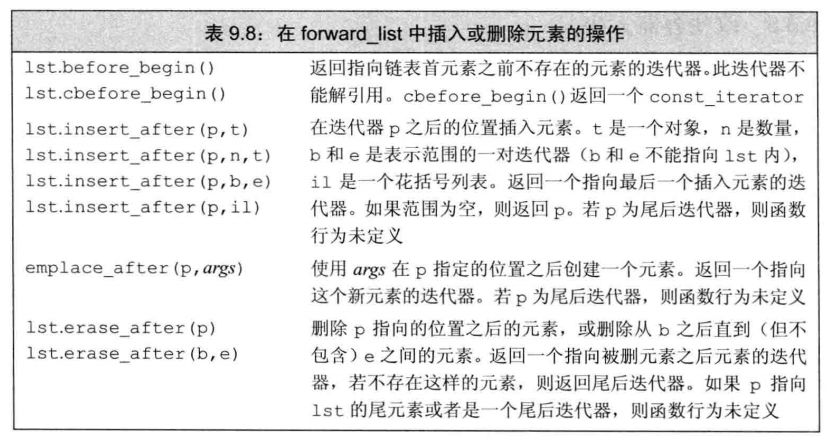 表 9.8：在 forward_list 中插入或删除元素的操作
lst.before_begin() 返回指向链表首元素之前不存在的元素的迭代器。此迭代器不
lst.cbefore_begin() 能解引用。cbefore_begin()返回一个 const_iterator
lst.insert_after(p,t) 在迭代器 p 之后的位置插入元素。t 是一个对象，n 是数量，
lst.insert_after(p,n,t) b 和 e 是表示范围的一对迭代器（b 和 e 不能指向 lst 内），
lst.insert_after(p,b,e) il 是一个花括号列表。返回一个指向最后一个插入元素的迭
lst.insert_after(p,il) 代器。如果范围为空，则返回 p。若 p 为尾后迭代器，则函数
行为未定义
emplace_after(p,args) 使用 args 在 p 指定的位置之后创建一个元素。返回一个指向
这个新元素的迭代器。若 p 为尾后迭代器，则函数行为未定义
lst.erase_after(p) 删除 p 指向的位置之后的元素，或删除从 b 之后直到（但不
lst.erase_after(b,e) 包含）e 之间的元素。返回一个指向被删元素之后元素的迭代
器，若不存在这样的元素，则返回尾后迭代器。如果 p 指向
lst 的尾元素或者是一个尾后迭代器，则函数行为未定义